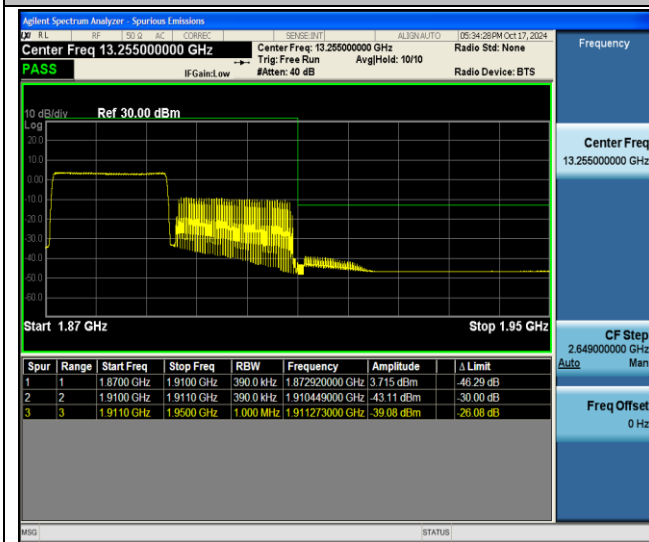 Agilent Spectrum Analyzer - Spurious Emissions
RL RF 50 Ω AC CORREC SENSE:INT ALIGN AUTO 05:34:28 PM Oct 17, 2024
Center Freq 13.255000000 GHz Center Freq: 13.255000000 GHz Radio Std: None
Trig: Free Run Avg|Hold: 10/10
PASS IFGain:Low #Atten: 40 dB Radio Device: BTS
10 dB/div Ref 30.00 dBm
Log
20.0
10.0
0.00
-10.0
-20.0
-30.0
-40.0
-50.0
-60.0
Start 1.87 GHz Stop 1.95 GHz
Spur Range Start Freq Stop Freq RBW Frequency Amplitude Δ Limit
1 1 1.8700 GHz 1.9100 GHz 390.0 kHz 1.872920000 GHz 3.715 dBm -46.29 dB
2 2 1.9100 GHz 1.9110 GHz 390.0 kHz 1.910449000 GHz -43.11 dBm -30.00 dB
3 3 1.9110 GHz 1.9500 GHz 1.000 MHz 1.911273000 GHz -39.08 dBm -26.08 dB
MSG STATUS
Frequency
Center Freq
13.255000000 GHz
CF Step
2.649000000 GHz
Auto Man
Freq Offset
0 Hz